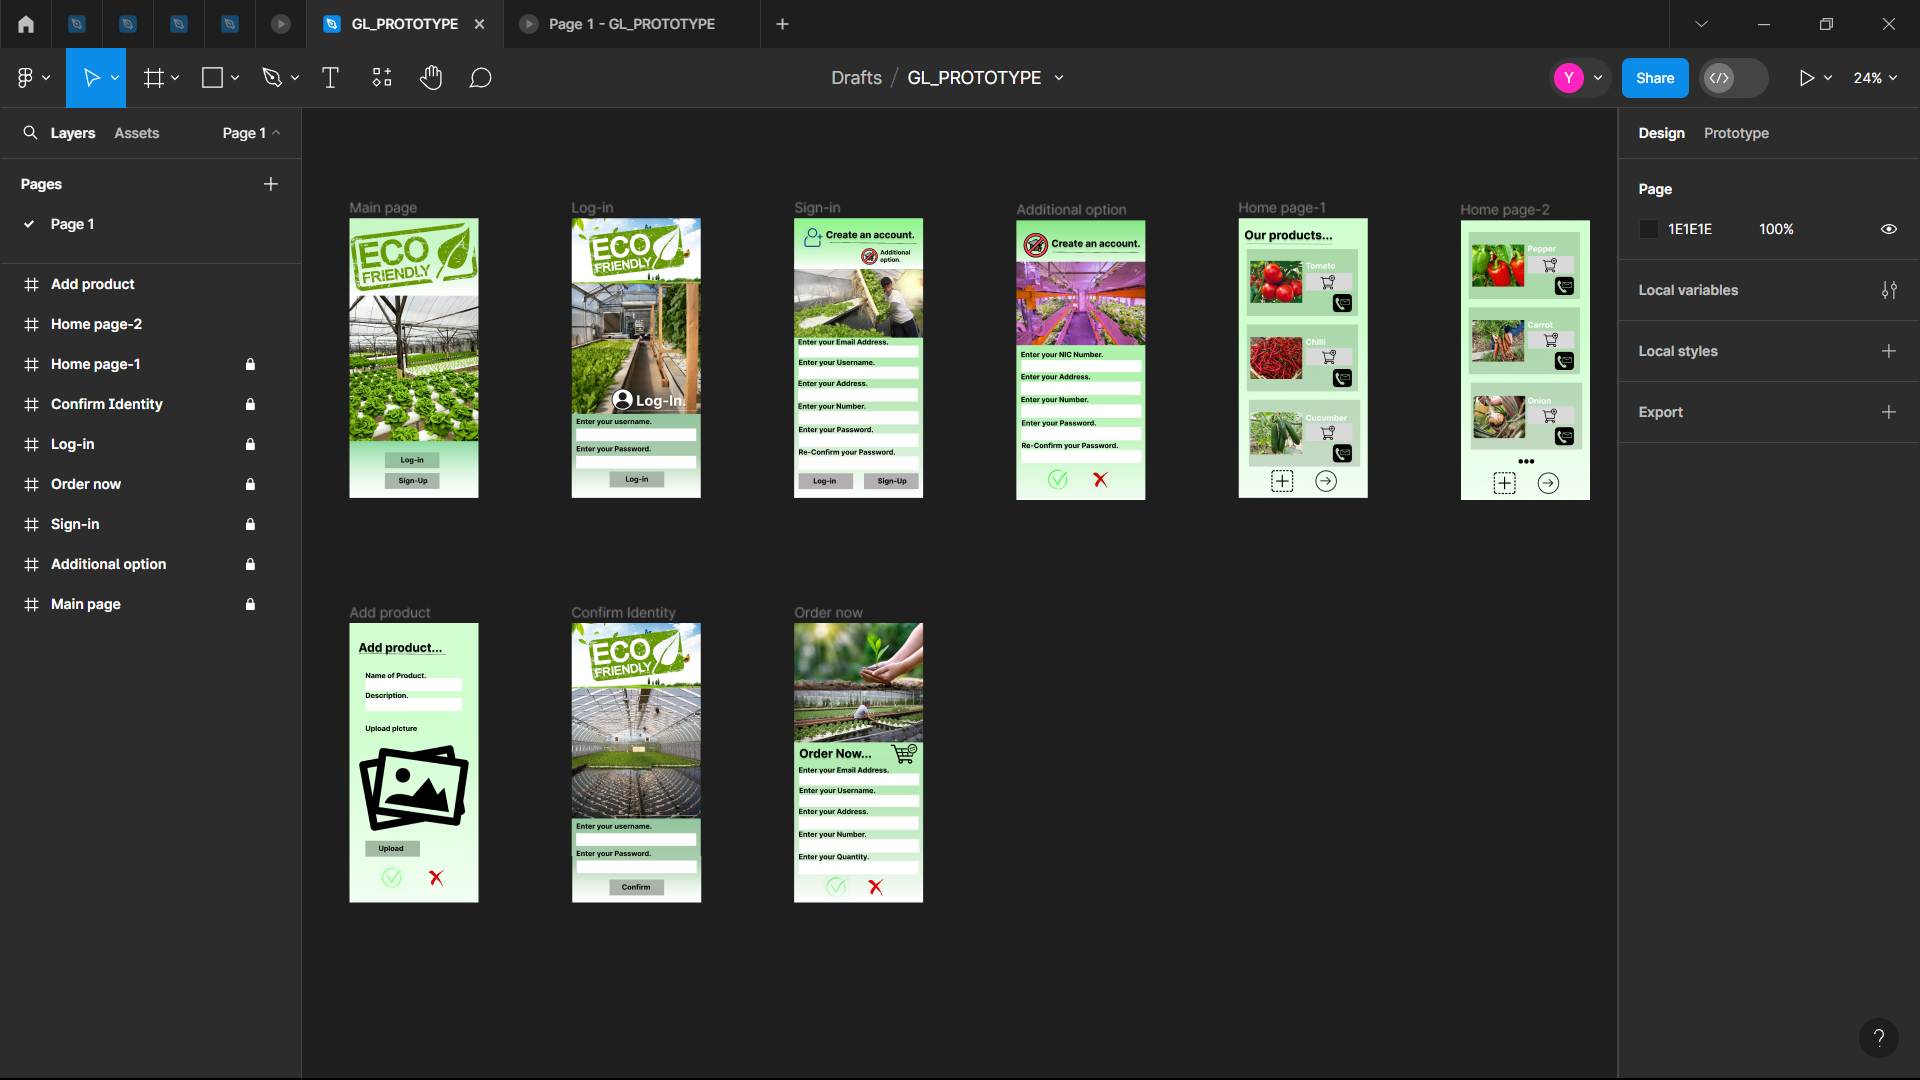 GL_PROTOTYPE
Page 1 - GL_PROTOTYPE
Drafts / GL_PROTOTYPE
Y
Share
24%
Layers
Assets
Page 1
Pages
Page 1
Add product
Home page-2
Home page-1
Confirm Identity
Log-in
Order now
Sign-in
Additional option
Main page
Main page
ECO
FRIENDLY
Log-in
Sign-Up
Log-in
ECO
FRIENDLY
Log-In.
Enter your username.
Enter your Password.
Log-in
Sign-in
Create an account.
Additional
option.
Enter your Email Address.
Enter your Username.
Enter your Address.
Enter your Number.
Enter your Password.
Re-Confirm your Password.
Log-in
Sign-Up
Additional option
Create an account.
Enter your NIC Number.
Enter your Address.
Enter your Number.
Enter your Password.
Re-Confirm your Password.
Home page-1
Our products...
Tomato
Chilli
Cucumber
Home page-2
Pepper
Carrot
Onion
Add product
Add product...
Name of Product.
Description.
Upload picture
Upload
Confirm Identity
ECO
FRIENDLY
Enter your username.
Enter your Password.
Confirm
Order now
Order Now...
Enter your Email Address.
Enter your Username.
Enter your Address.
Enter your Number.
Enter your Quantity.
Design
Prototype
Page
1E1E1E
100%
Local variables
Local styles
Export
?